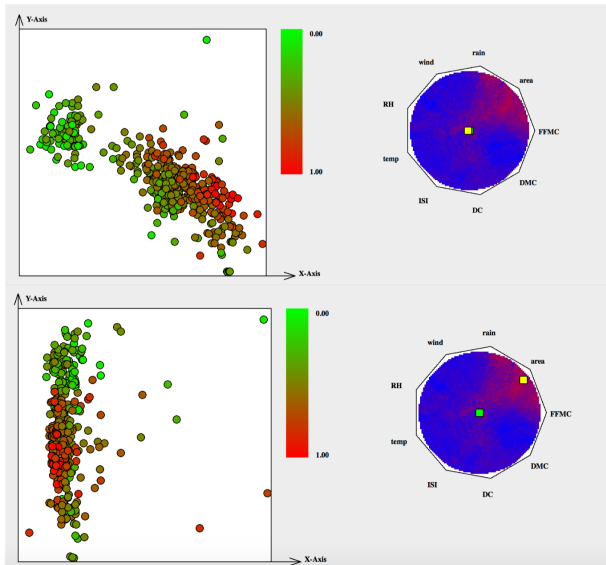 Y-Axis
0.00
1.00
X-Axis
rain
wind
area
RH
FFMC
temp
DMC
ISI
DC
Y-Axis
0.00
1.00
X-Axis
rain
wind
area
RH
FFMC
temp
DMC
ISI
DC